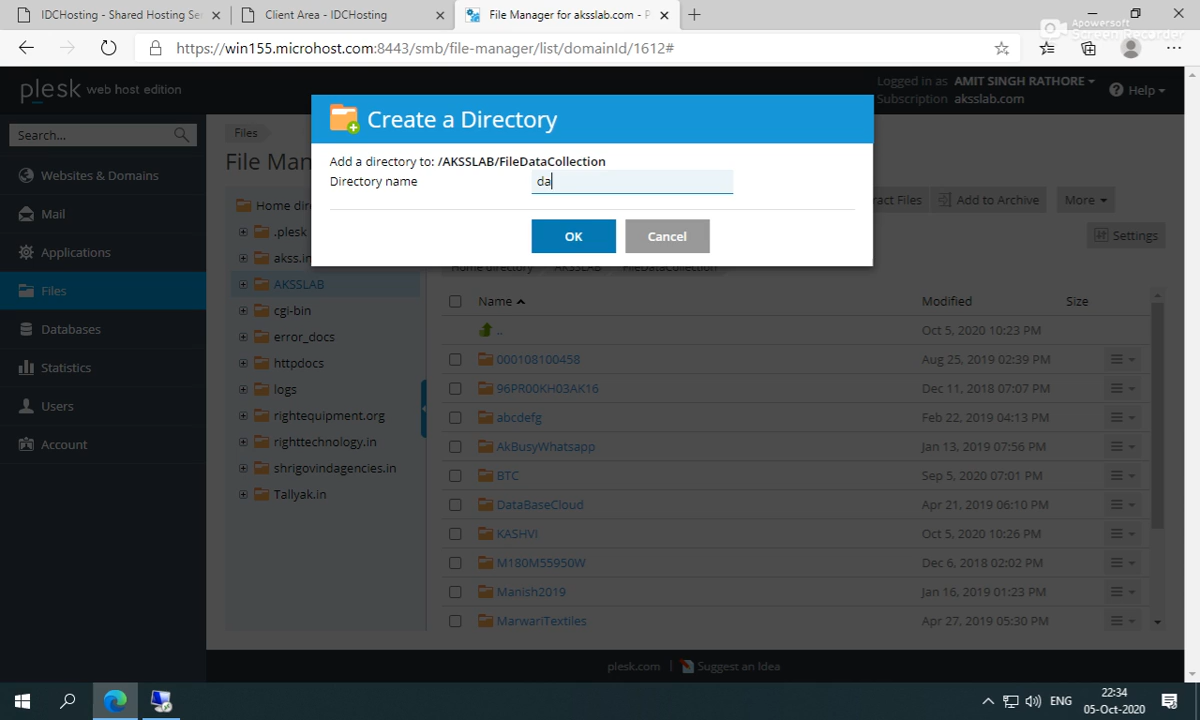 IDCHosting - Shared Hosting Se
Client Area - IDCHosting
File Manager for aksslab.com - P
https://win155.microhost.com:8443/smb/file-manager/list/domainId/1612#
Apowersoft
Screen Recorder
plesk web host edition
Logged in as AMIT SINGH RATHORE
Subscription aksslab.com
Help
Search...
Websites & Domains
Mail
Applications
Files
Databases
Statistics
Users
Account
Files
File Man
Create a Directory
Add a directory to: /AKSSLAB/FileDataCollection
Directory name da
OK Cancel
ract Files
Add to Archive
More
Settings
Home dir
.plesk
akss.in
AKSSLAB
cgi-bin
error_docs
httpdocs
logs
rightequipment.org
righttechnology.in
shrigovindagencies.in
Tallyak.in
Home directory AKSSLAB FileDataCollection
Name Modified Size
.. Oct 5, 2020 10:23 PM
000108100458 Aug 25, 2019 02:39 PM
96PR00KH03AK16 Dec 11, 2018 07:07 PM
abcdefg Feb 22, 2019 04:13 PM
AkBusyWhatsapp Jan 13, 2019 07:56 PM
BTC Sep 5, 2020 07:01 PM
DataBaseCloud Apr 21, 2019 06:10 PM
KASHVI Oct 5, 2020 10:26 PM
M180M55950W Dec 6, 2018 02:02 PM
Manish2019 Jan 16, 2019 01:23 PM
MarwariTextiles Apr 27, 2019 05:30 PM
plesk.com | Suggest an Idea
ENG
22:34
05-Oct-2020